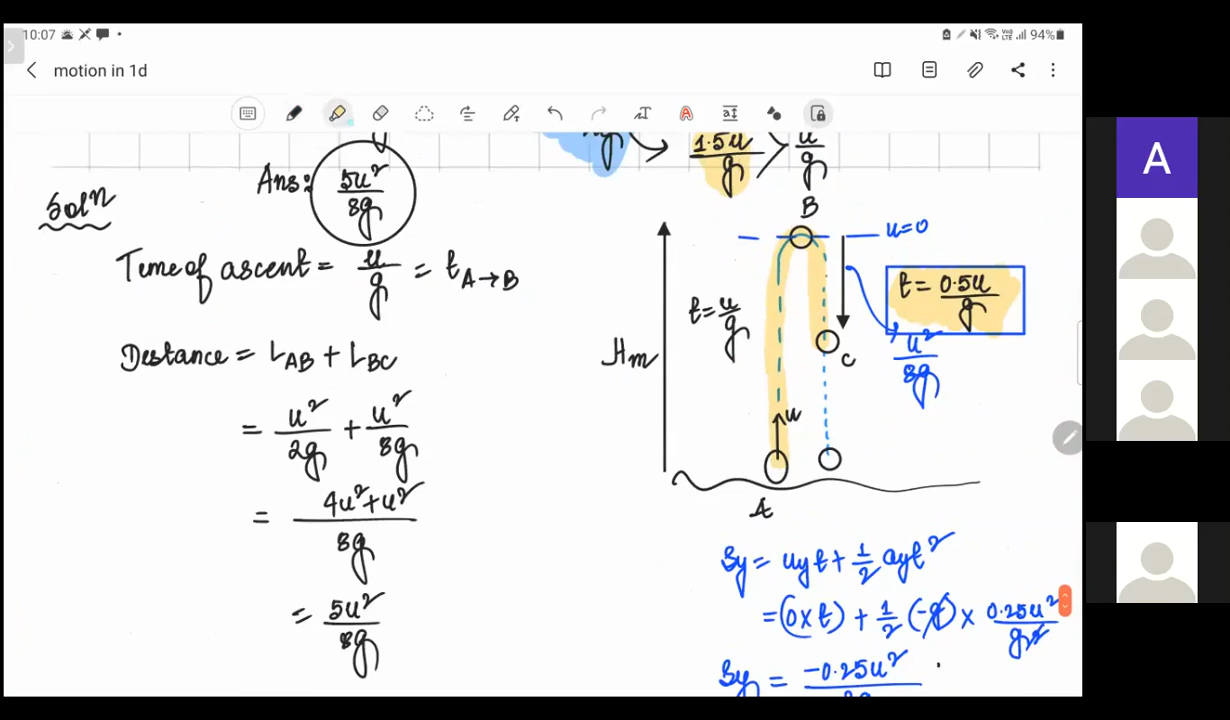 10:07
94%
motion in 1d
1.5u/g > u/g
Solⁿ
Ans: 5u²/8g
Time of ascent = u/g = t A→B
Distance = LAB + LBC
= u²/2g + u²/8g
= 4u²+u²/8g
= 5u²/8g
B
u=0
t = u/g
t = 0.5u/g
Hm
C
u²/8g
u
A
Sy = uyt + 1/2 ayt²
= (0×t) + 1/2 (-g) × 0.25u²/g²
Sy = -0.25u²
A